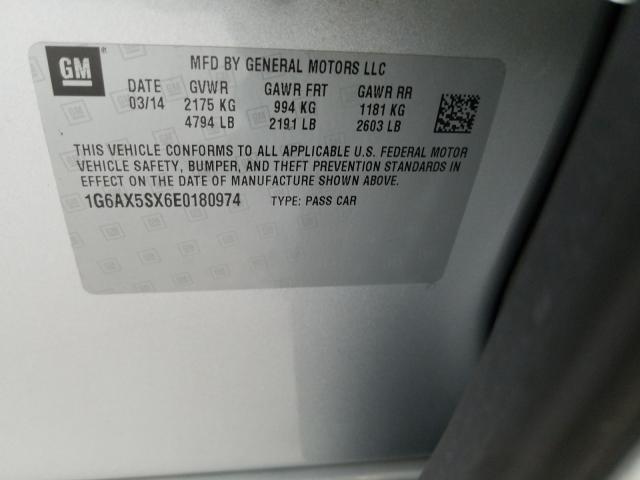 GM ® MFD BY GENERAL MOTORS LLC
DATE GVWR GAWR FRT GAWR RR
03/14 2175 KG 994 KG 1181 KG
4794 LB 2191 LB 2603 LB
THIS VEHICLE CONFORMS TO ALL APPLICABLE U.S. FEDERAL MOTOR
VEHICLE SAFETY, BUMPER, AND THEFT PREVENTION STANDARDS IN
EFFECT ON THE DATE OF MANUFACTURE SHOWN ABOVE.
1G6AX5SX6E0180974 TYPE: PASS CAR